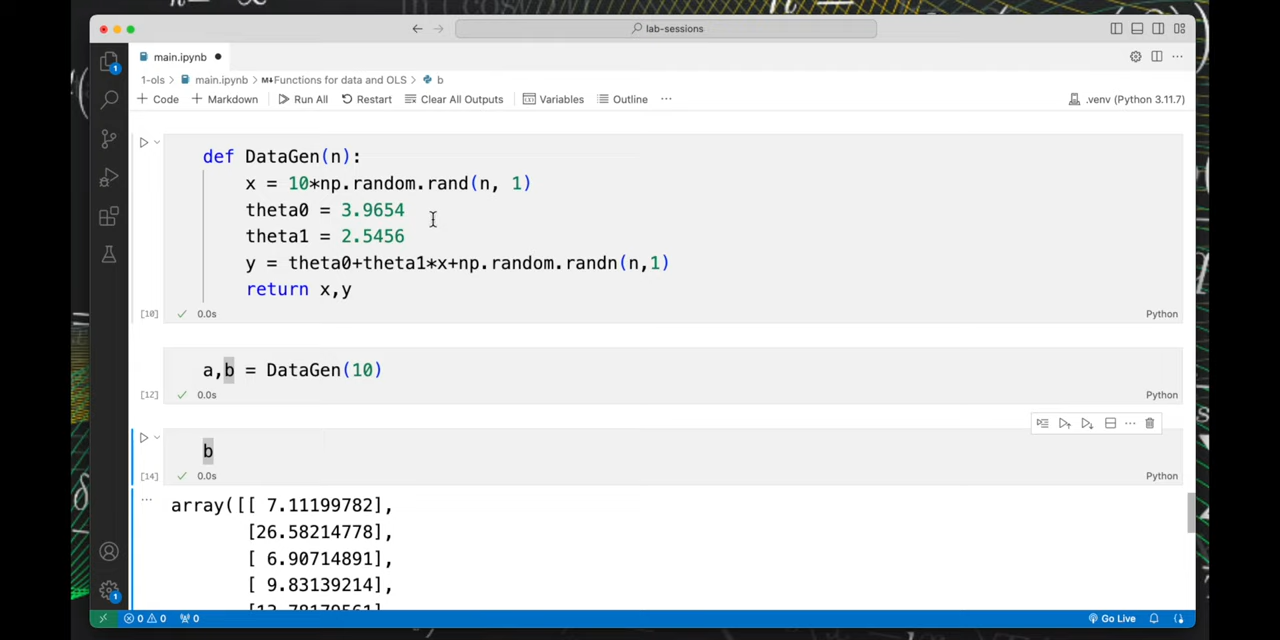 lab-sessions
main.ipynb
1-ols > main.ipynb > M↓Functions for data and OLS > b
+ Code + Markdown Run All Restart Clear All Outputs Variables Outline ... .venv (Python 3.11.7)
def DataGen(n):
x = 10*np.random.rand(n, 1)
theta0 = 3.9654
theta1 = 2.5456
y = theta0+theta1*x+np.random.randn(n,1)
return x,y
[10] 0.0s Python
a,b = DataGen(10)
[12] 0.0s Python
b
[14] 0.0s Python
... array([[ 7.11199782],
[26.58214778],
[ 6.90714891],
[ 9.83139214],
1
1
0 0 0 Go Live